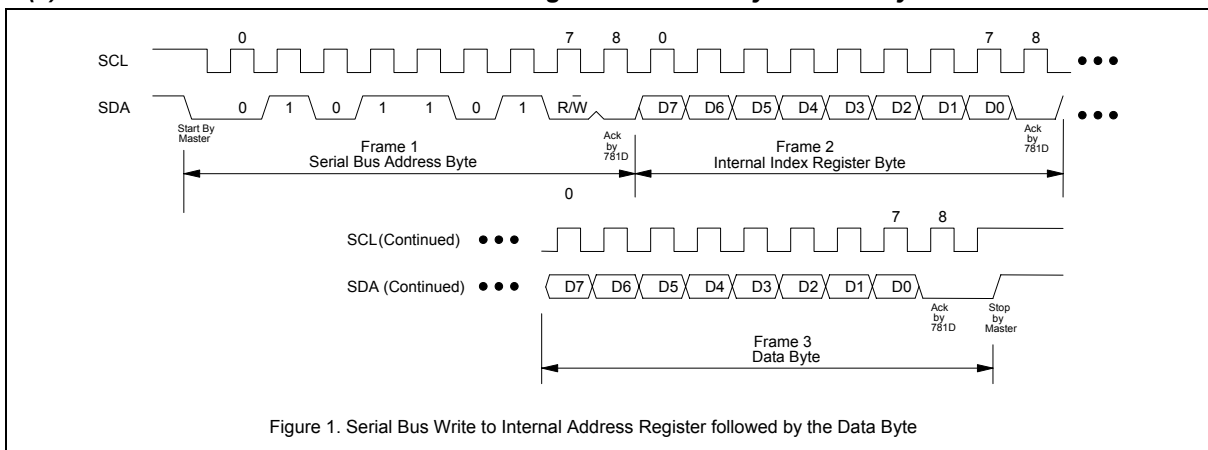 0 7 8 0 7 8
SCL
SDA 0 1 0 1 1 0 1 R/W D7 D6 D5 D4 D3 D2 D1 D0
Start By
Master
Ack
by
781D
Ack
by
781D
Frame 1
Serial Bus Address Byte
Frame 2
Internal Index Register Byte
0 7 8
SCL(Continued)
SDA (Continued) D7 D6 D5 D4 D3 D2 D1 D0
Ack
by
781D
Stop
by
Master
Frame 3
Data Byte
Figure 1. Serial Bus Write to Internal Address Register followed by the Data Byte